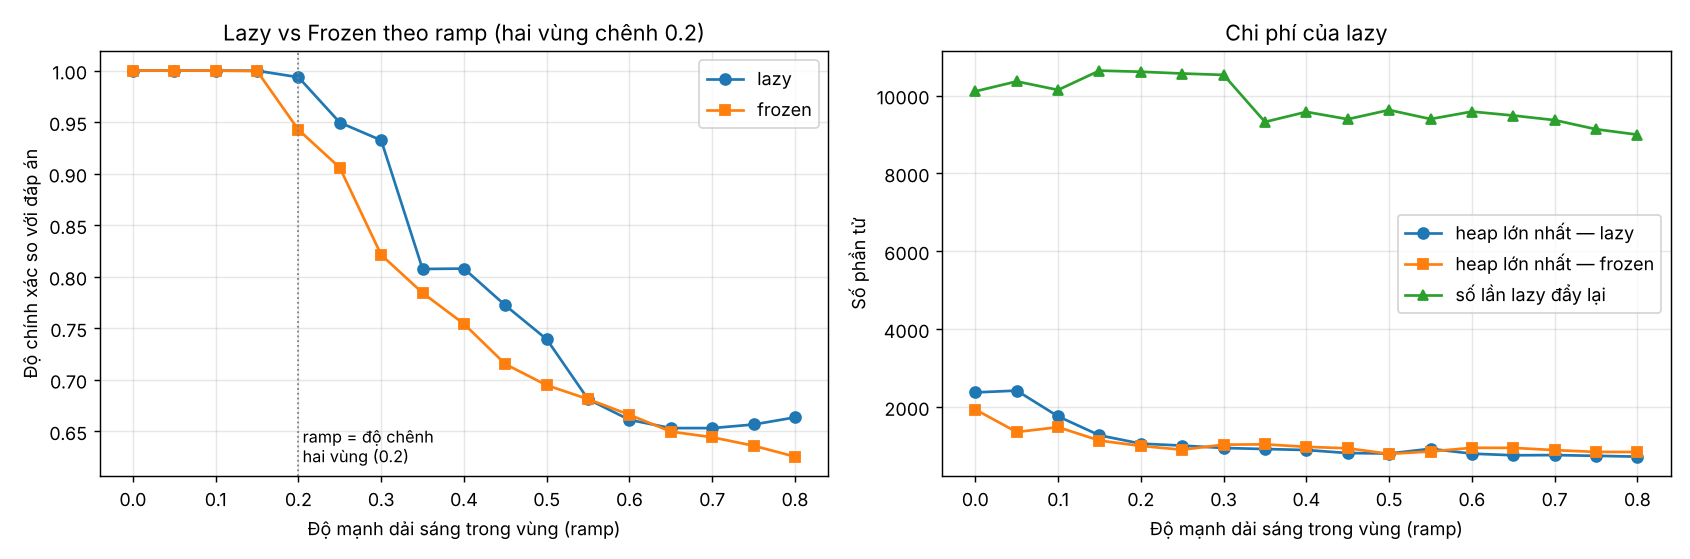 Lazy vs Frozen theo ramp (hai vùng chênh 0.2)
Độ chính xác so với đáp án
1.00
0.95
0.90
0.85
0.80
0.75
0.70
0.65
lazy
frozen
ramp = độ chênh
hai vùng (0.2)
0.0 0.1 0.2 0.3 0.4 0.5 0.6 0.7 0.8
Độ mạnh dải sáng trong vùng (ramp)
Chi phí của lazy
Số phần tử
10000
8000
6000
4000
2000
heap lớn nhất — lazy
heap lớn nhất — frozen
số lần lazy đẩy lại
0.0 0.1 0.2 0.3 0.4 0.5 0.6 0.7 0.8
Độ mạnh dải sáng trong vùng (ramp)